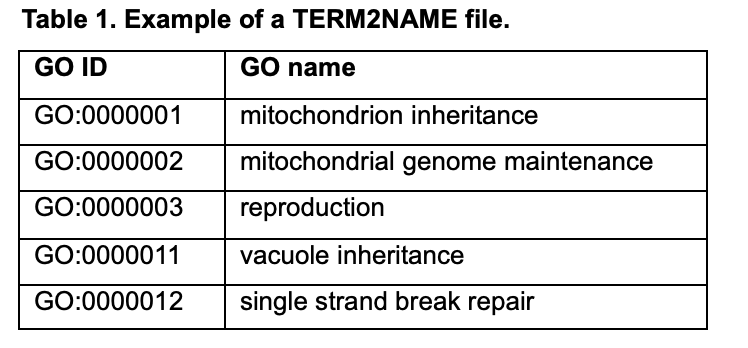 Table 1. Example of a TERM2NAME file.
GO ID GO name
GO:0000001 mitochondrion inheritance
GO:0000002 mitochondrial genome maintenance
GO:0000003 reproduction
GO:0000011 vacuole inheritance
GO:0000012 single strand break repair